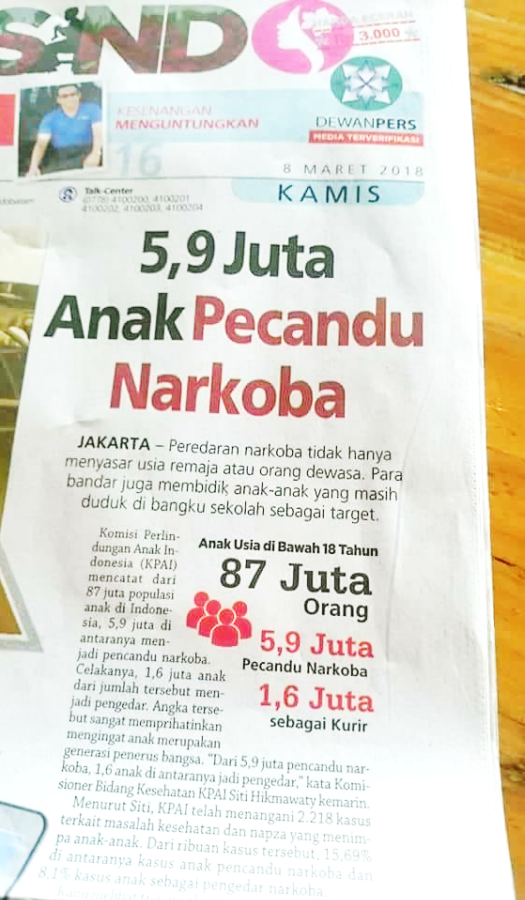 SINDO
HARGA ECERAN
3.000
KESENANGAN
MENGUNTUNGKAN
16
DEWANPERS
MEDIA TERVERIFIKASI
8 MARET 2018
KAMIS
Talk-Center
(0778) 4100200, 4100201
4100202, 4100203, 4100204
5,9 Juta
Anak Pecandu
Narkoba
JAKARTA – Peredaran narkoba tidak hanya
menyasar usia remaja atau orang dewasa. Para
bandar juga membidik anak-anak yang masih
duduk di bangku sekolah sebagai target.
Komisi Perlin-
dungan Anak In-
donesia (KPAI)
mencatat dari
87 juta populasi
anak di Indone-
sia, 5,9 juta di
antaranya men-
jadi pencandu narkoba.
Celakanya, 1,6 juta anak
dari jumlah tersebut men-
jadi pengedar. Angka terse-
but sangat memprihatinkan
mengingat anak merupakan
generasi penerus bangsa. "Dari 5,9 juta pencandu nar-
koba, 1,6 anak di antaranya jadi pengedar," kata Komi-
sioner Bidang Kesehatan KPAI Siti Hikmawaty kemarin.
Menurut Siti, KPAI telah menangani 2.218 kasus
terkait masalah kesehatan dan napza yang menim-
pa anak-anak. Dari ribuan kasus tersebut, 15,69%
di antaranya kasus anak pencandu narkoba dan
8,1% kasus anak sebagai pengedar narkoba.
Anak Usia di Bawah 18 Tahun
87 Juta
Orang
5,9 Juta
Pecandu Narkoba
1,6 Juta
sebagai Kurir